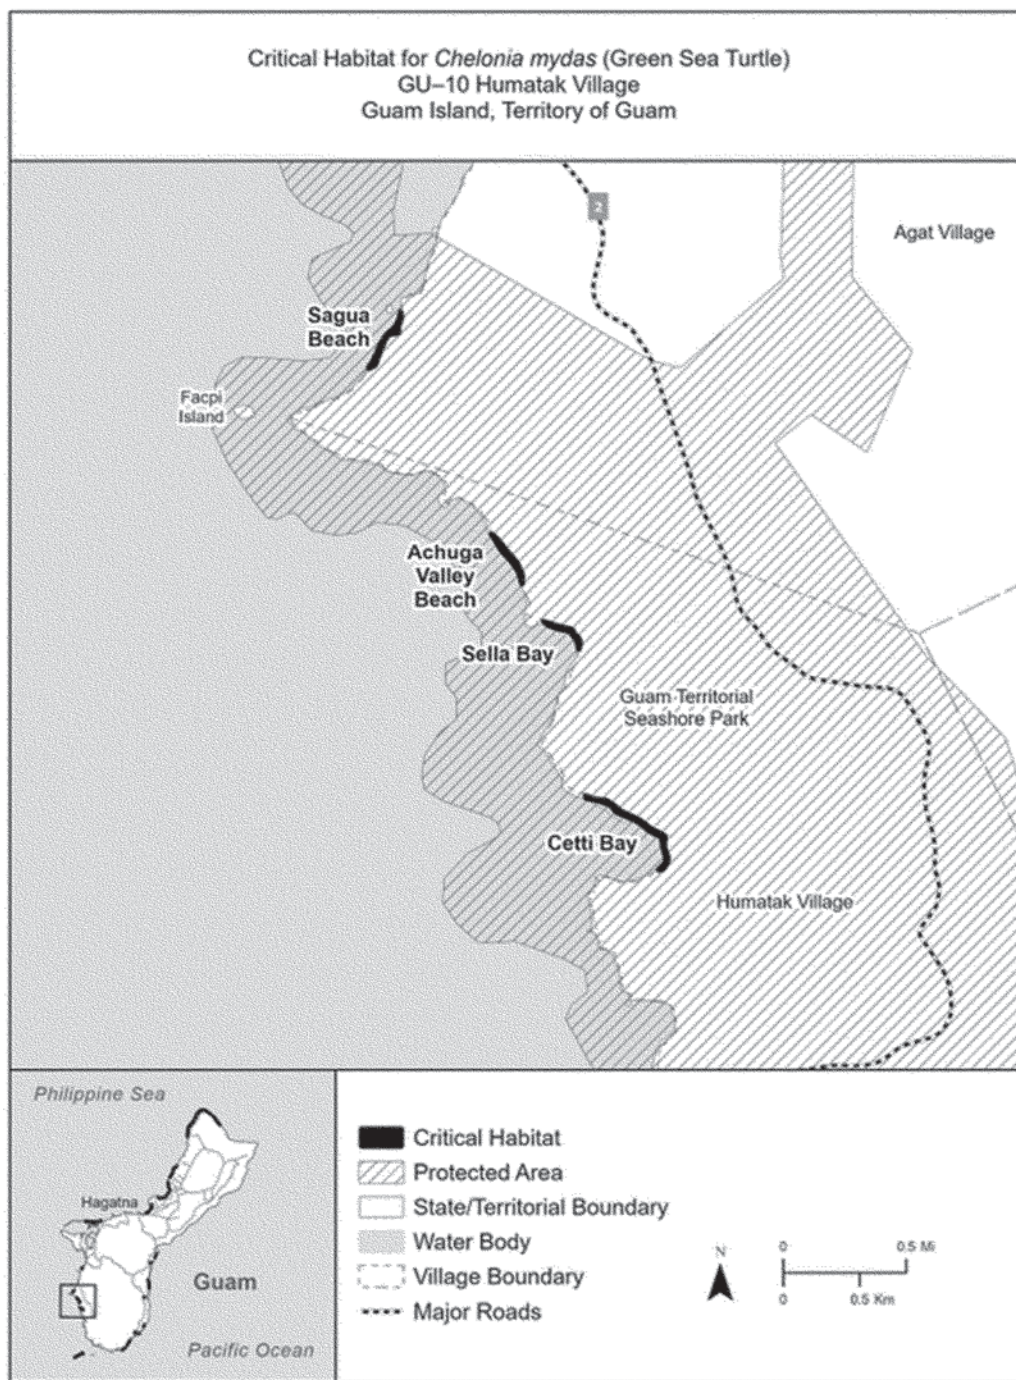 Critical Habitat for Chelonia mydas (Green Sea Turtle)
GU–10 Humatak Village
Guam Island, Territory of Guam
2
Agat Village
Sagua
Beach
Facpi
Island
Achuga
Valley
Beach
Sella Bay
Guam Territorial
Seashore Park
Cetti Bay
Humatak Village
Philippine Sea
Hagatna
Guam
Pacific Ocean
Critical Habitat
Protected Area
State/Territorial Boundary
Water Body
Village Boundary
Major Roads
N
0 0.5 Mi
0 0.5 Km